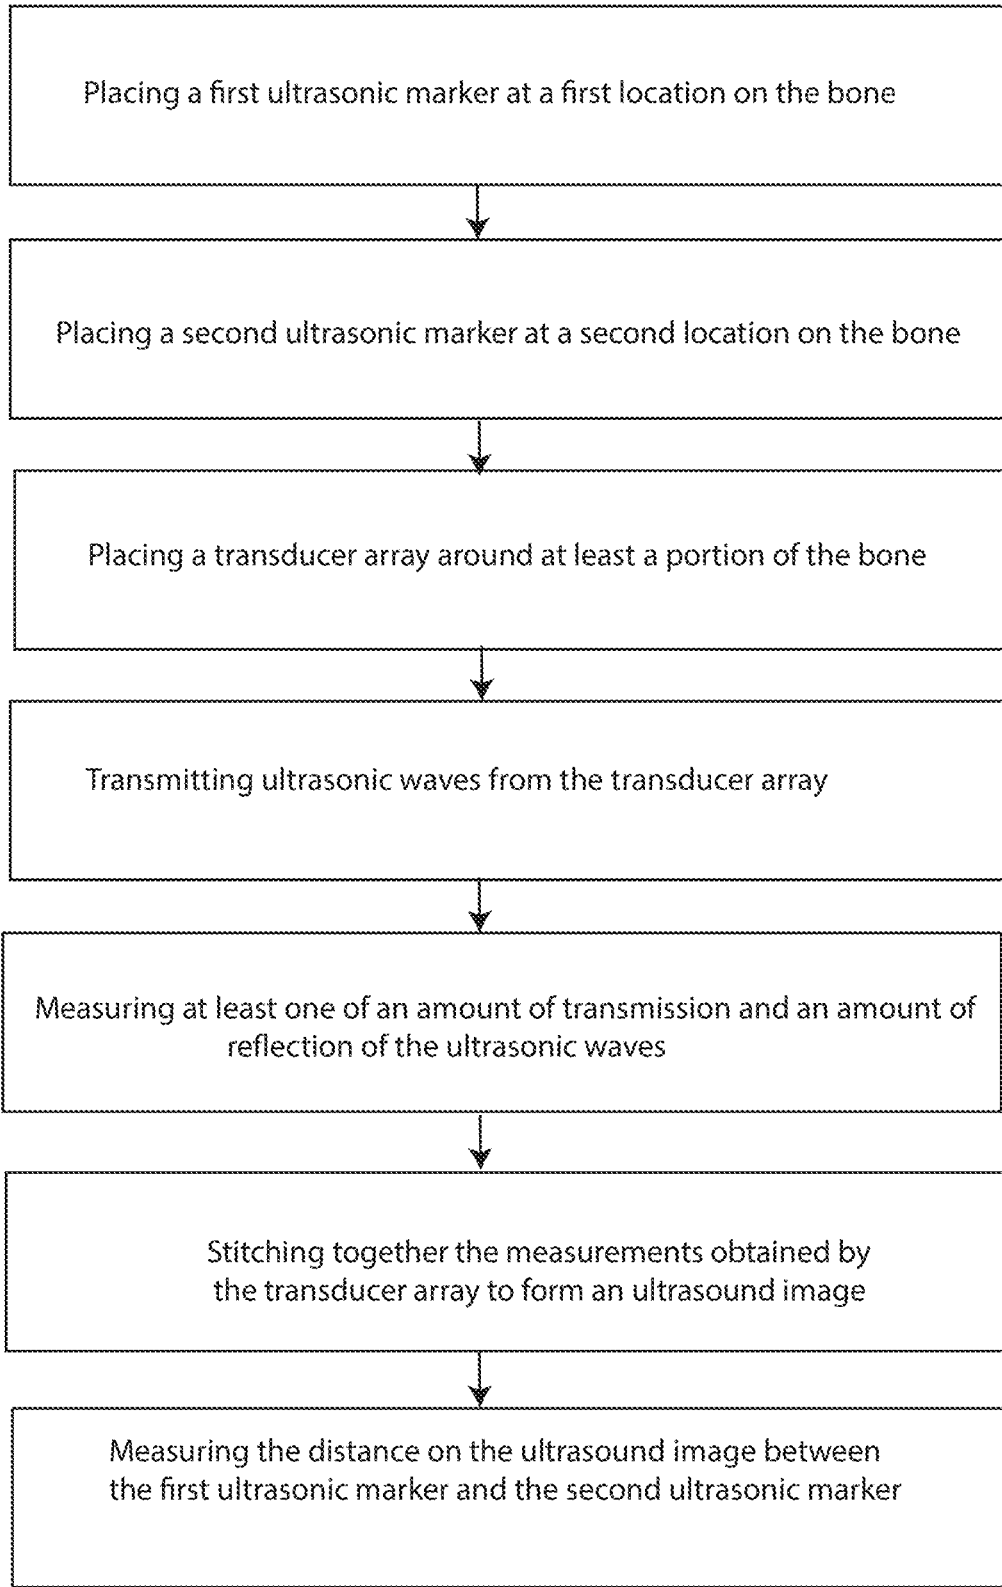 Placing a first ultrasonic marker at a first location on the bone
Placing a second ultrasonic marker at a second location on the bone
Placing a transducer array around at least a portion of the bone
Transmitting ultrasonic waves from the transducer array
Measuring at least one of an amount of transmission and an amount of
reflection of the ultrasonic waves
Stitching together the measurements obtained by
the transducer array to form an ultrasound image
Measuring the distance on the ultrasound image between
the first ultrasonic marker and the second ultrasonic marker